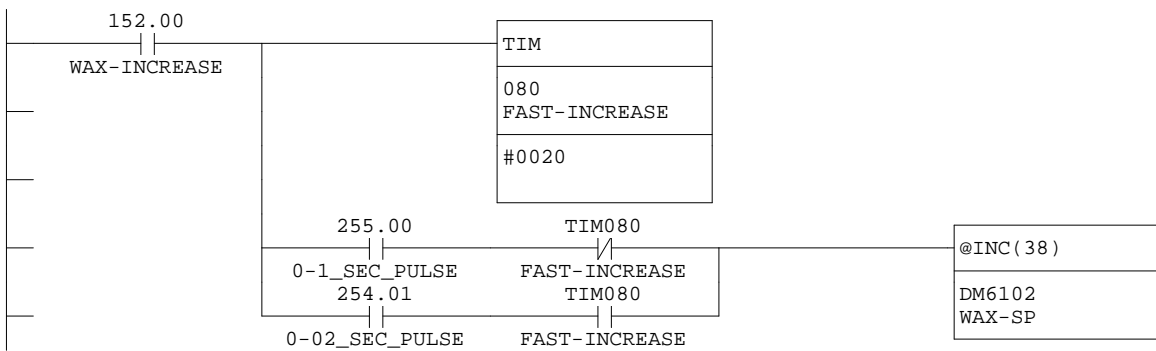 152.00
WAX-INCREASE
TIM
080
FAST-INCREASE
#0020
255.00 TIM080
0-1_SEC_PULSE FAST-INCREASE
@INC(38)
254.01 TIM080
0-02_SEC_PULSE FAST-INCREASE
DM6102
WAX-SP